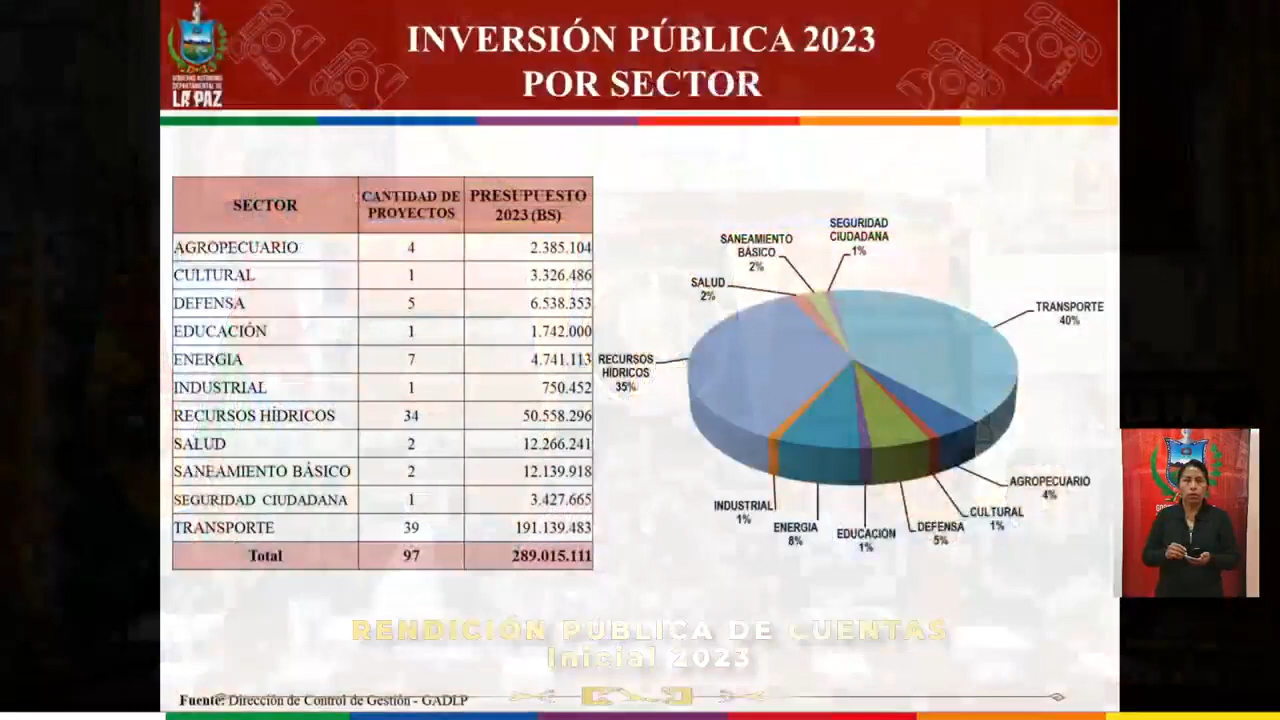 GOBIERNO AUTÓNOMO
DEPARTAMENTAL DE
LA PAZ
INVERSIÓN PÚBLICA 2023
POR SECTOR
SECTOR CANTIDAD DE PROYECTOS PRESUPUESTO 2023 (BS)
AGROPECUARIO 4 2.385.104
CULTURAL 1 3.326.486
DEFENSA 5 6.538.353
EDUCACIÓN 1 1.742.000
ENERGIA 7 4.741.113
INDUSTRIAL 1 750.452
RECURSOS HÍDRICOS 34 50.558.296
SALUD 2 12.266.241
SANEAMIENTO BÁSICO 2 12.139.918
SEGURIDAD CIUDADANA 1 3.427.665
TRANSPORTE 39 191.139.483
Total 97 289.015.111
SEGURIDAD
CIUDADANA
1%
SANEAMIENTO
BÁSICO
2%
SALUD
2%
TRANSPORTE
40%
RECURSOS
HÍDRICOS
35%
AGROPECUARIO
4%
INDUSTRIAL
1%
CULTURAL
1%
ENERGIA
8%
EDUCACIÓN
1%
DEFENSA
5%
RENDICIÓN PÚBLICA DE CUENTAS
Inicial 2023
Fuente: Dirección de Control de Gestión - GADLP